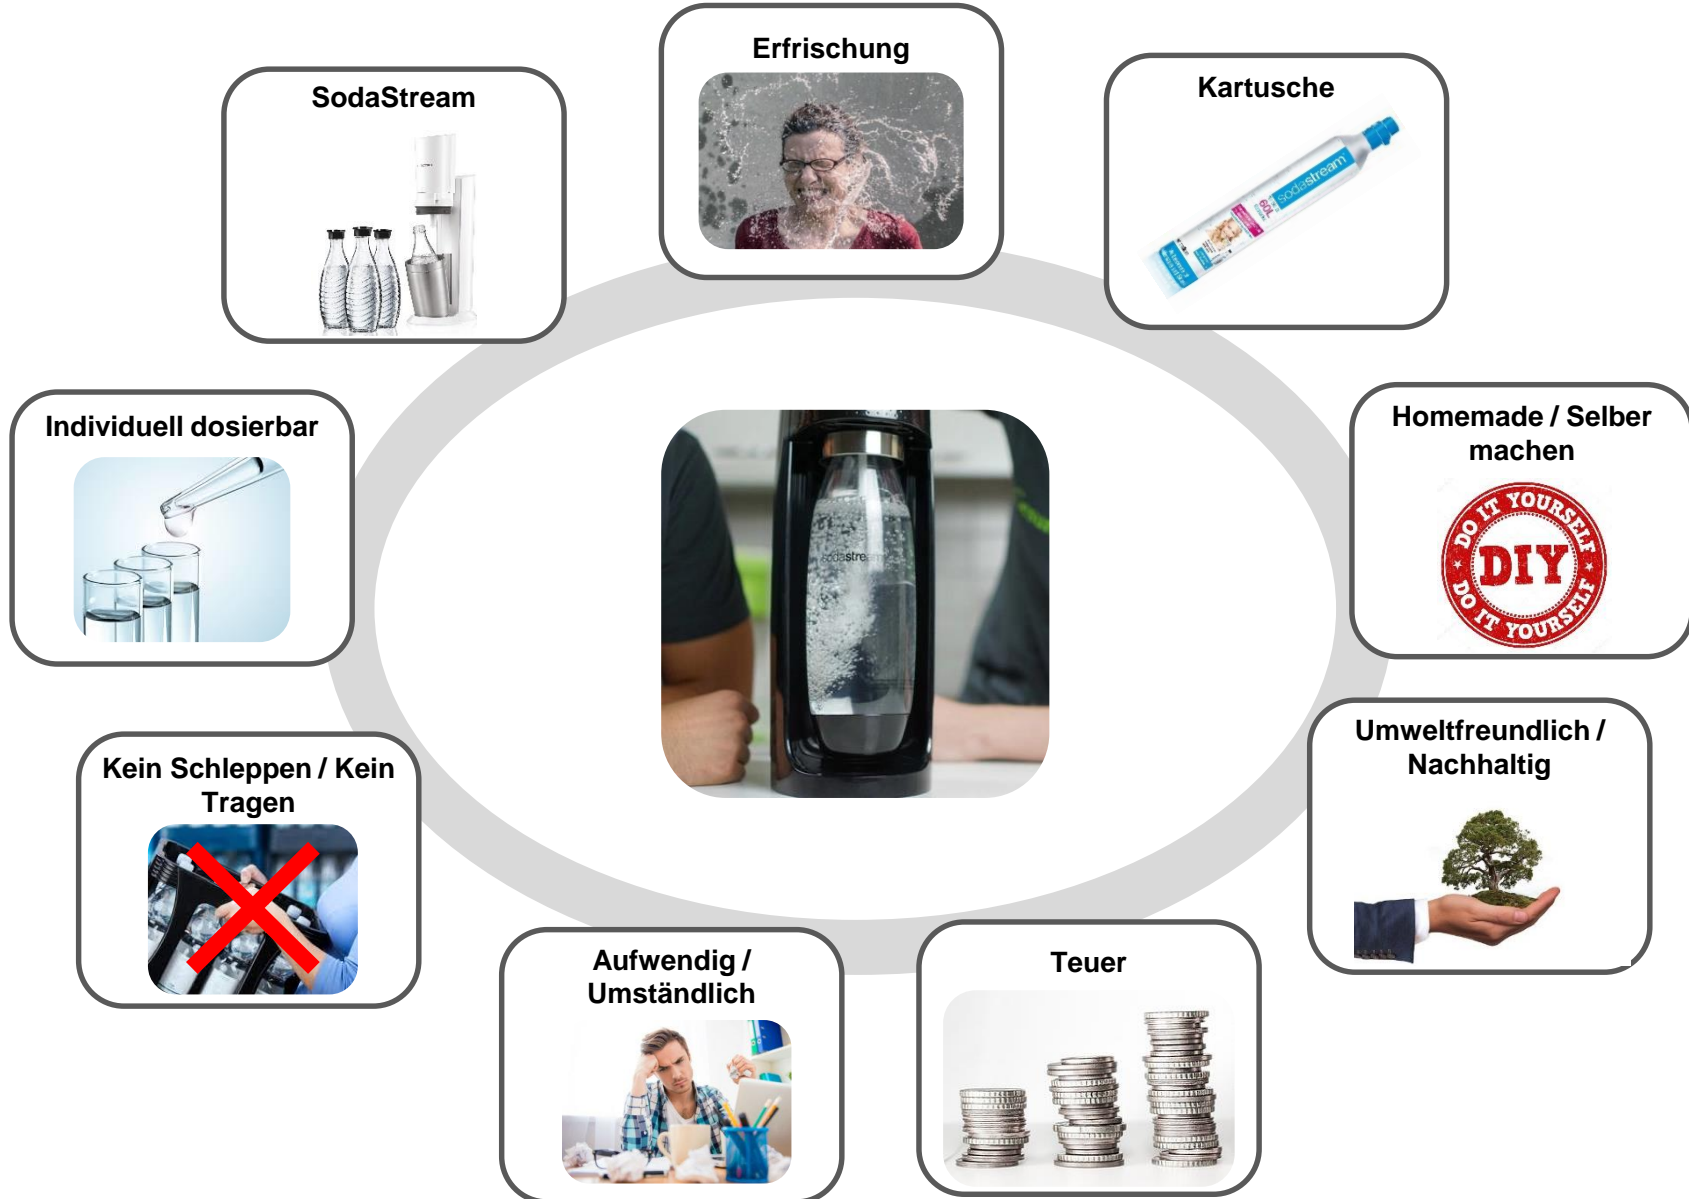 Erfrischung
SodaStream
Kartusche
sodastream
60L
Individuell dosierbar
Homemade / Selber
machen
DO IT YOURSELF
DIY
DO IT YOURSELF
sodastream
Kein Schleppen / Kein
Tragen
Umweltfreundlich /
Nachhaltig
Aufwendig /
Umständlich
Teuer